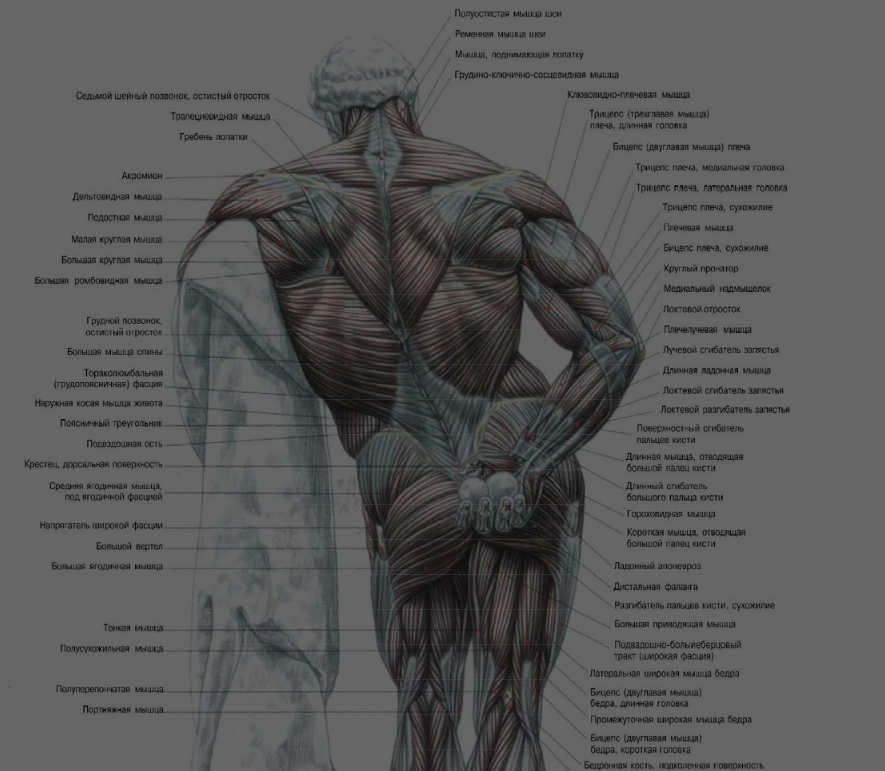 Полуостистая мышца шеи
Ременная мышца шеи
Мышца, поднимающая лопатку
Грудино-ключично-сосцевидная мышца
Седьмой шейный позвонок, остистый отросток
Трапециевидная мышца
Гребень лопатки
Акромион
Дельтовидная мышца
Подостная мышца
Малая круглая мышца
Большая круглая мышца
Большая ромбовидная мышца
Грудной позвонок,
остистый отросток
Большая мышца спины
Тораколюмбальная
(грудопоясничная) фасция
Наружная косая мышца живота
Поясничный треугольник
Подвздошная ость
Крестец, дорсальная поверхность
Средняя ягодичная мышца,
под ягодичной фасцией
Напрягатель широкой фасции
Большой вертел
Большая ягодичная мышца
Тонкая мышца
Полусухожильная мышца
Полуперепончатая мышца
Портняжная мышца
Клювовидно-плечевая мышца
Трицепс (трехглавая мышца)
плеча, длинная головка
Бицепс (двуглавая мышца) плеча
Трицепс плеча, медиальная головка
Трицепс плеча, латеральная головка
Трицепс плеча, сухожилие
Плечевая мышца
Бицепс плеча, сухожилие
Круглый пронатор
Медиальный надмыщелок
Локтевой отросток
Плечелучевая мышца
Лучевой сгибатель запястья
Длинная ладонная мышца
Локтевой сгибатель запястья
Локтевой разгибатель запястья
Поверхностный сгибатель
пальцев кисти
Длинная мышца, отводящая
большой палец кисти
Длинный сгибатель
большого пальца кисти
Гороховидная мышца
Короткая мышца, отводящая
большой палец кисти
Ладонный апоневроз
Дистальная фаланга
Разгибатель пальцев кисти, сухожилие
Большая приводящая мышца
Подвздошно-большеберцовый
тракт (широкая фасция)
Латеральная широкая мышца бедра
Бицепс (двуглавая мышца)
бедра, длинная головка
Промежуточная широкая мышца бедра
Бицепс (двуглавая мышца)
бедра, короткая головка
Бедренная кость, подколенная поверхность